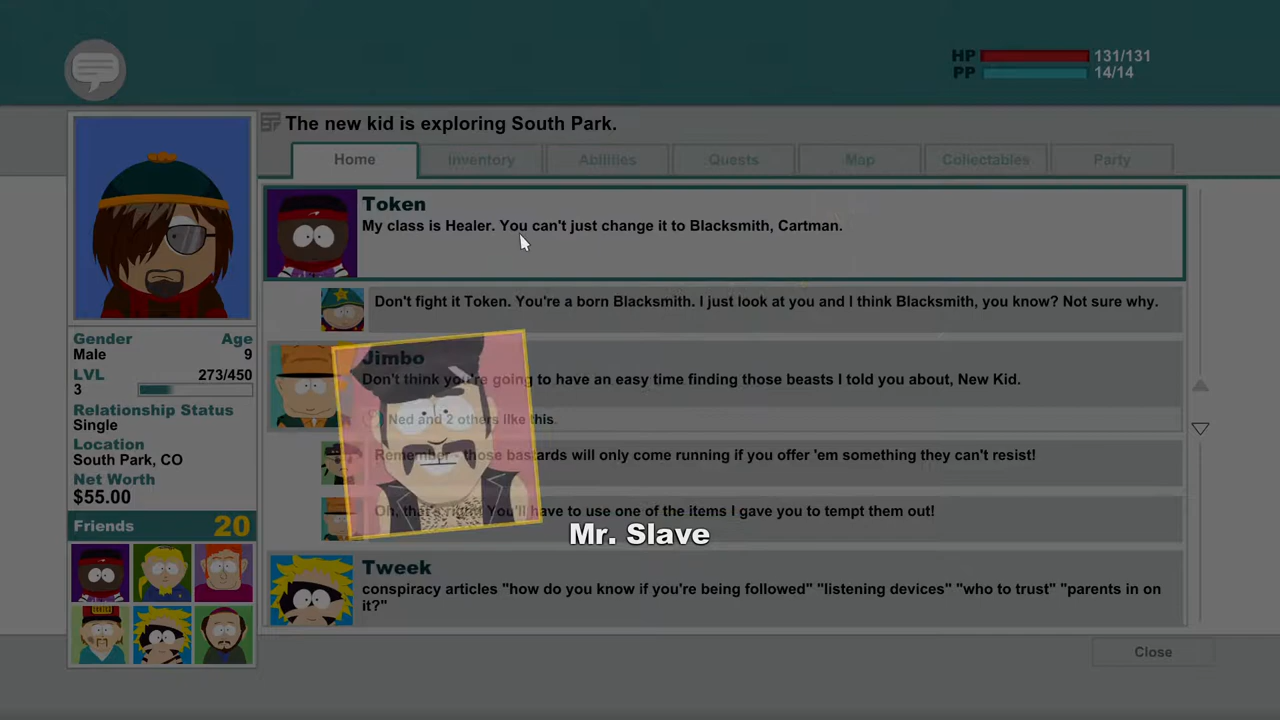 HP 131/131
PP 14/14
The new kid is exploring South Park.
Home Inventory Abilities Quests Map Collectables Party
Token
My class is Healer. You can't just change it to Blacksmith, Cartman.
Don't fight it Token. You're a born Blacksmith. I just look at you and I think Blacksmith, you know? Not sure why.
Jimbo
Don't think you're going to have an easy time finding those beasts I told you about, New Kid.
Ned and 2 others like this.
Remember - those bastards will only come running if you offer 'em something they can't resist!
Oh, that's right! You'll have to use one of the items I gave you to tempt them out!
Mr. Slave
Tweek
conspiracy articles "how do you know if you're being followed" "listening devices" "who to trust" "parents in on
it?"
Gender Age
Male 9
LVL 273/450
3
Relationship Status
Single
Location
South Park, CO
Net Worth
$55.00
Friends 20
Close